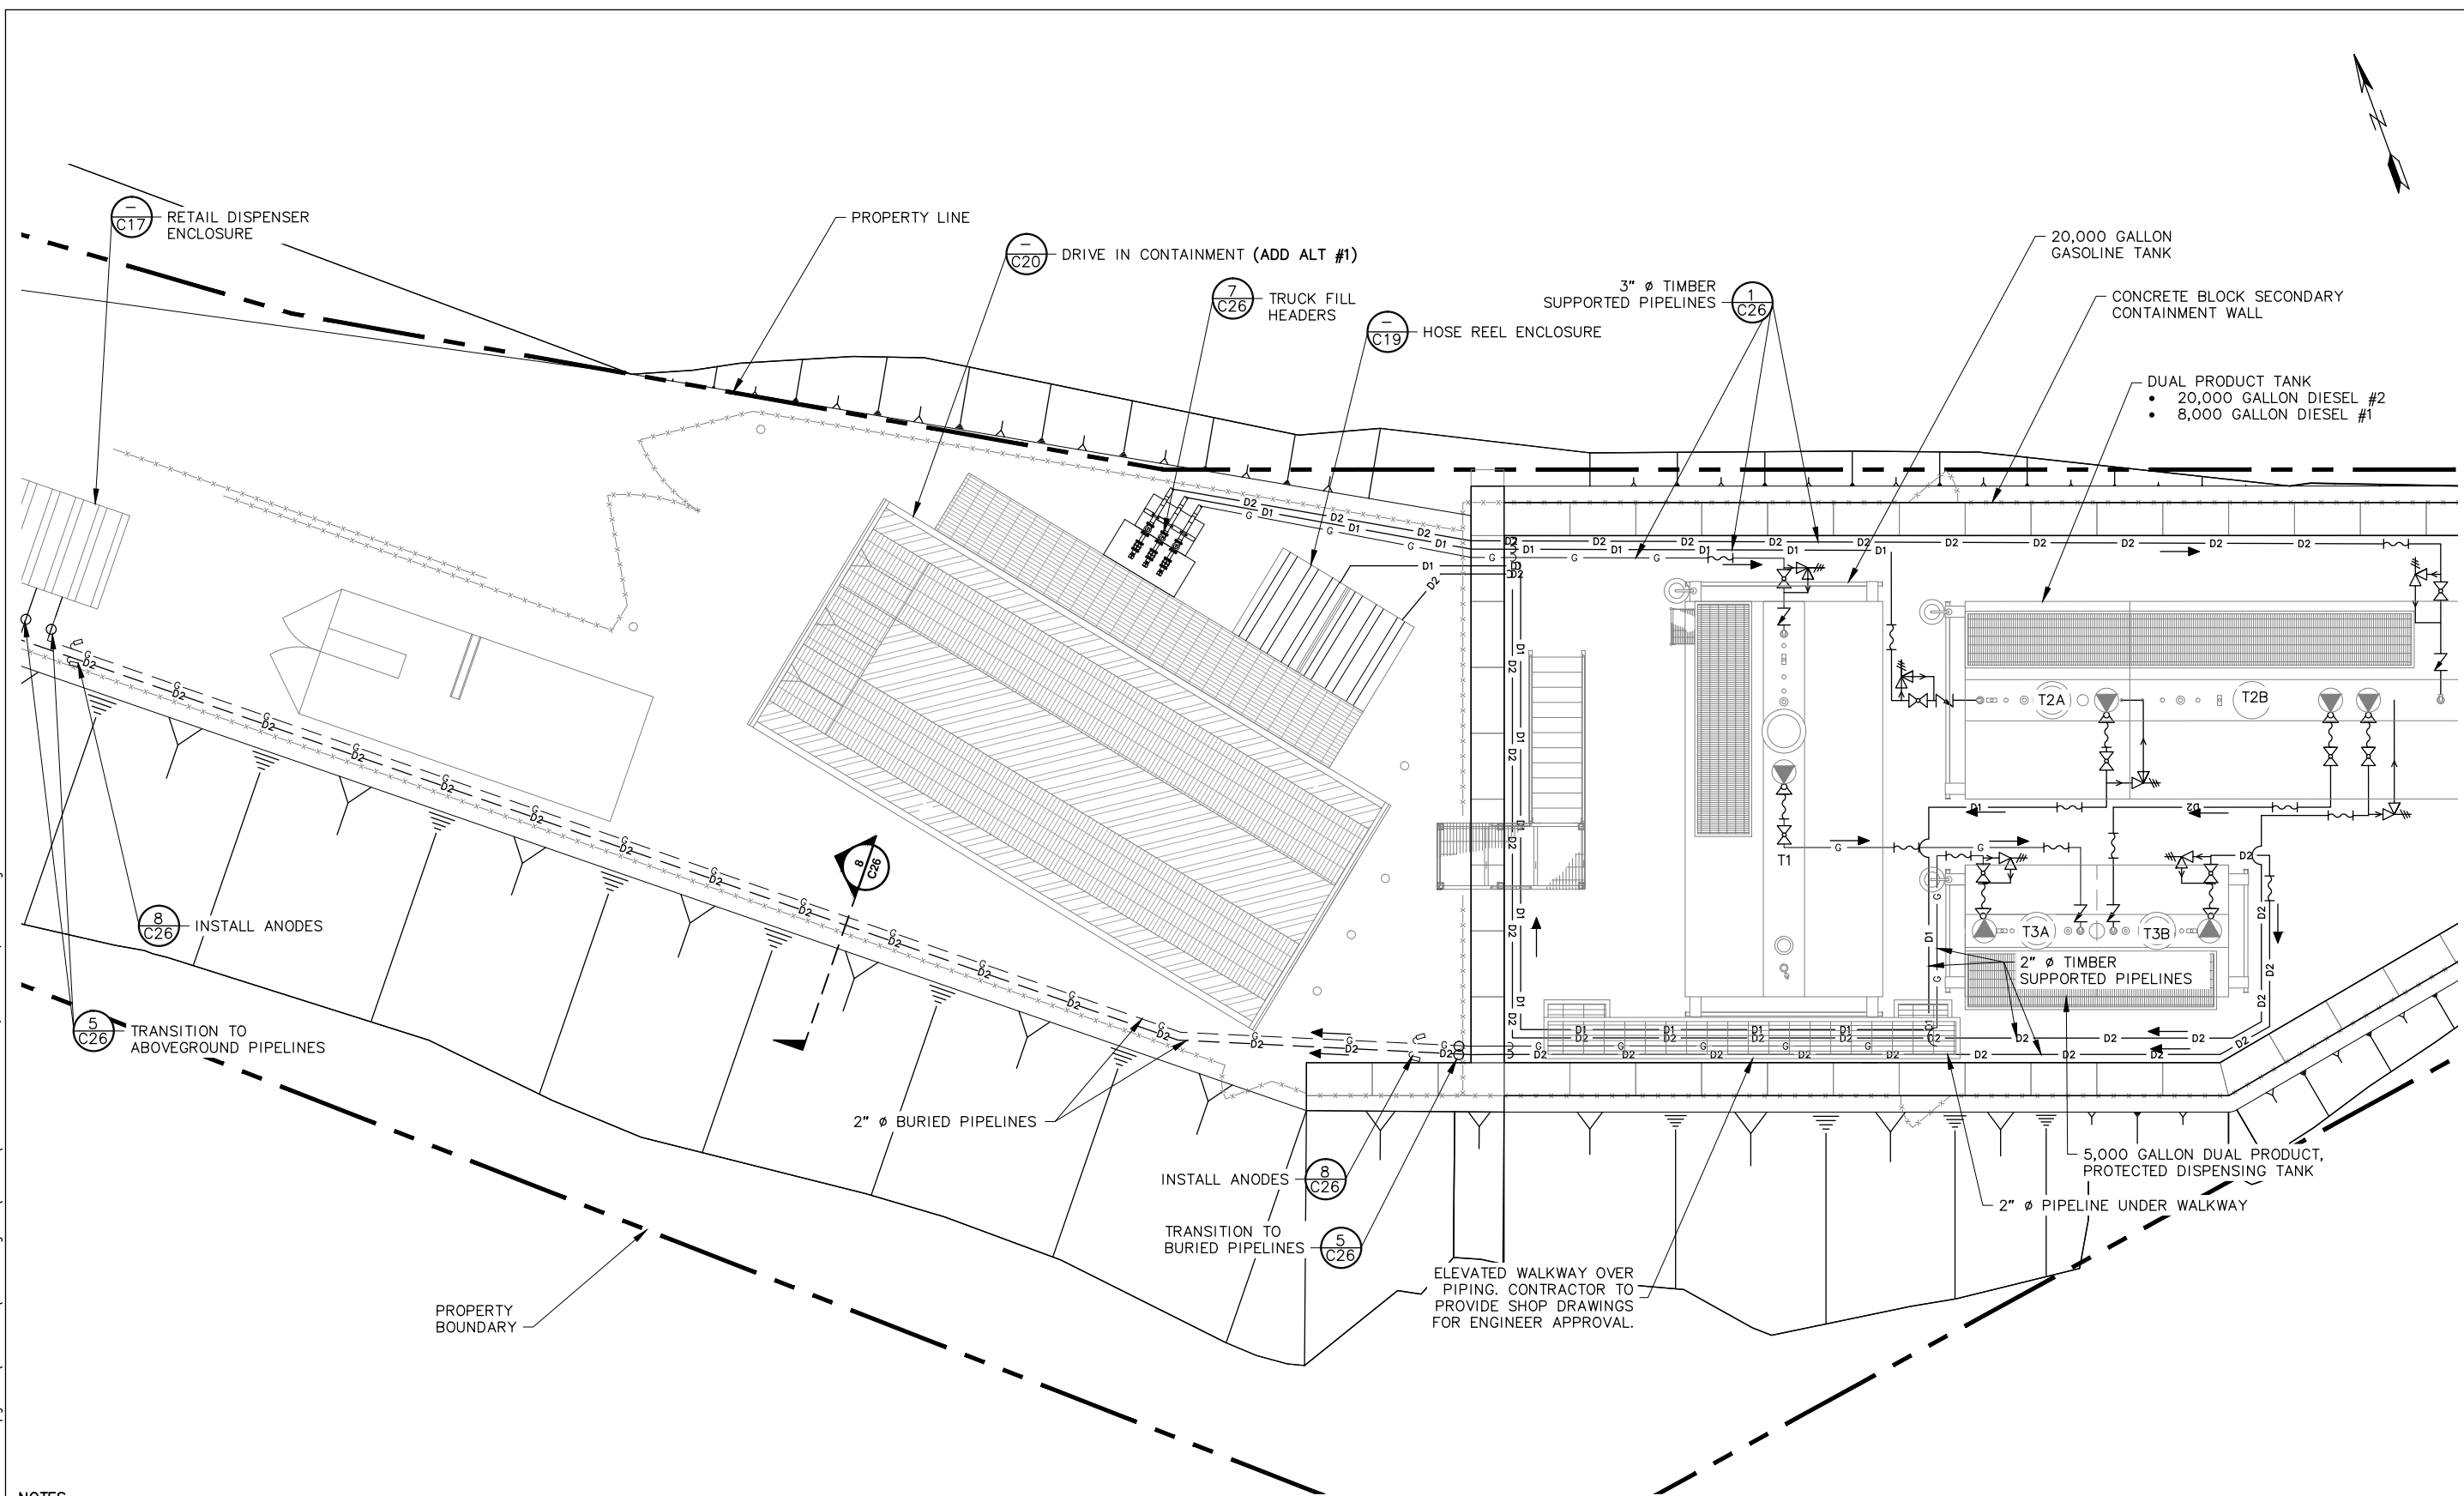 –
C17
RETAIL DISPENSER
ENCLOSURE
PROPERTY LINE
–
C20
DRIVE IN CONTAINMENT (ADD ALT #1)
7
C26
TRUCK FILL
HEADERS
–
C19
HOSE REEL ENCLOSURE
3" ø TIMBER
SUPPORTED PIPELINES
1
C26
20,000 GALLON
GASOLINE TANK
CONCRETE BLOCK SECONDARY
CONTAINMENT WALL
DUAL PRODUCT TANK
• 20,000 GALLON DIESEL #2
• 8,000 GALLON DIESEL #1
N
D2
D1
G
T2A
T2B
T1
T3A
T3B
2" ø TIMBER
SUPPORTED PIPELINES
8
C26
8
C26
INSTALL ANODES
5
C26
TRANSITION TO
ABOVEGROUND PIPELINES
2" ø BURIED PIPELINES
INSTALL ANODES
8
C26
TRANSITION TO
BURIED PIPELINES
5
C26
5,000 GALLON DUAL PRODUCT,
PROTECTED DISPENSING TANK
2" ø PIPELINE UNDER WALKWAY
ELEVATED WALKWAY OVER
PIPING. CONTRACTOR TO
PROVIDE SHOP DRAWINGS
FOR ENGINEER APPROVAL.
PROPERTY
BOUNDARY
NOTES